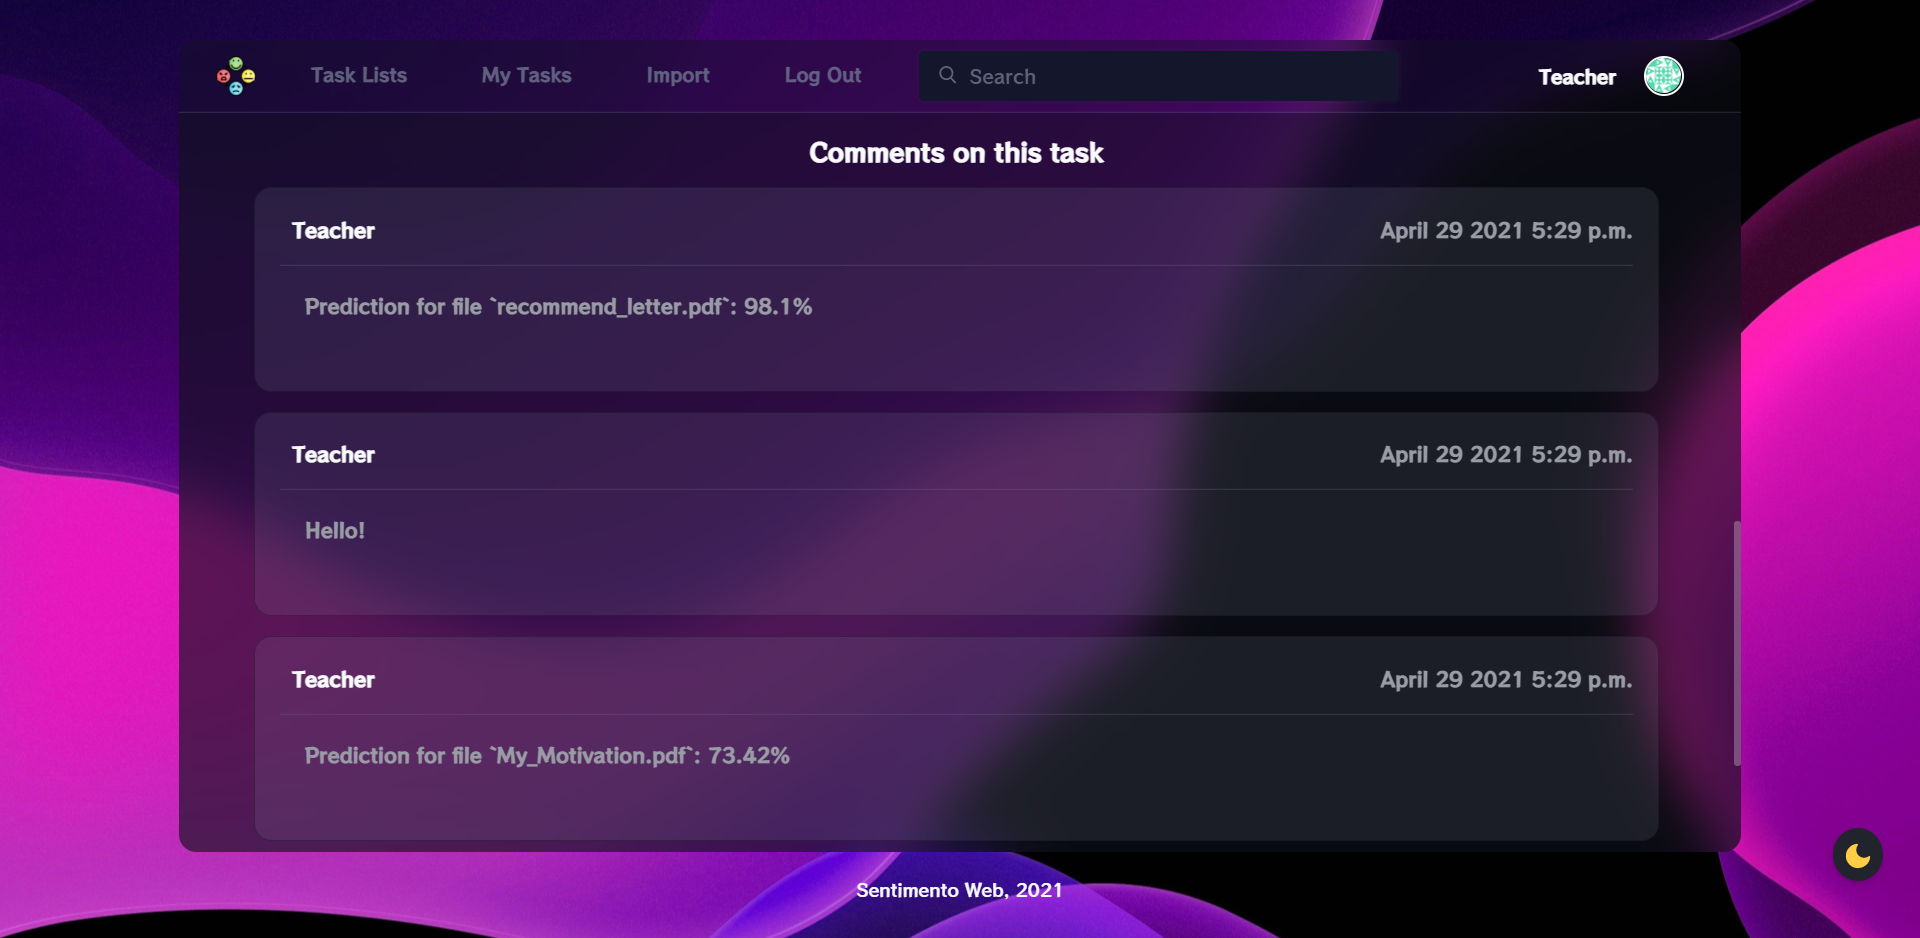 Task Lists My Tasks Import Log Out Search Teacher
Comments on this task
Teacher April 29 2021 5:29 p.m.
Prediction for file `recommend_letter.pdf`: 98.1%
Teacher April 29 2021 5:29 p.m.
Hello!
Teacher April 29 2021 5:29 p.m.
Prediction for file `My_Motivation.pdf`: 73.42%
Sentimento Web, 2021